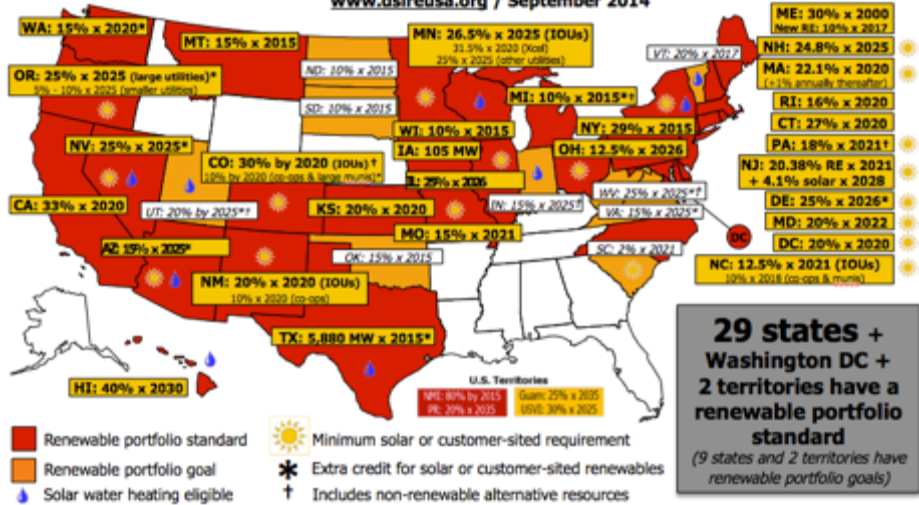 www.dsireusa.org / September 2014
WA: 15% x 2020*
MT: 15% x 2015
MN: 26.5% x 2025 (IOUs)
31.5% x 2020 (Xcel)
25% x 2025 (other utilities)
ME: 30% x 2000
New RE: 10% x 2017
VT: 20% x 2017
NH: 24.8% x 2025
OR: 25% x 2025 (large utilities)*
5% - 10% x 2025 (smaller utilities)
ND: 10% x 2015
MA: 22.1% x 2020
(+1% annually thereafter)
SD: 10% x 2015
MI: 10% x 2015*†
RI: 16% x 2020
WI: 10% x 2015
NY: 29% x 2015
CT: 27% x 2020
NV: 25% x 2025*
IA: 105 MW
OH: 12.5% x 2026
PA: 18% x 2021†
CO: 30% by 2020 (IOUs) †
10% by 2020 (co-ops & large munis)*
NJ: 20.38% RE x 2021
+ 4.1% solar x 2028
IL: 25% x 2026
WV: 25% x 2025*†
CA: 33% x 2020
UT: 20% by 2025*†
KS: 20% x 2020
IN: 15% x 2025†
VA: 15% x 2025*
DE: 25% x 2026*
MD: 20% x 2022
MO: 15% x 2021
DC
DC: 20% x 2020
AZ: 15% x 2025*
OK: 15% x 2015
SC: 2% x 2021
NC: 12.5% x 2021 (IOUs)
10% x 2018 (co-ops & munis)
NM: 20% x 2020 (IOUs)
10% x 2020 (co-ops)
TX: 5,880 MW x 2015*
HI: 40% x 2030
U.S. Territories
NMI: 80% by 2015
PR: 20% x 2035
Guam: 25% x 2035
USVI: 30% x 2025
29 states +
Washington DC +
2 territories have a
renewable portfolio
standard
(9 states and 2 territories have
renewable portfolio goals)
Renewable portfolio standard
Renewable portfolio goal
Solar water heating eligible
Minimum solar or customer-sited requirement
* Extra credit for solar or customer-sited renewables
† Includes non-renewable alternative resources